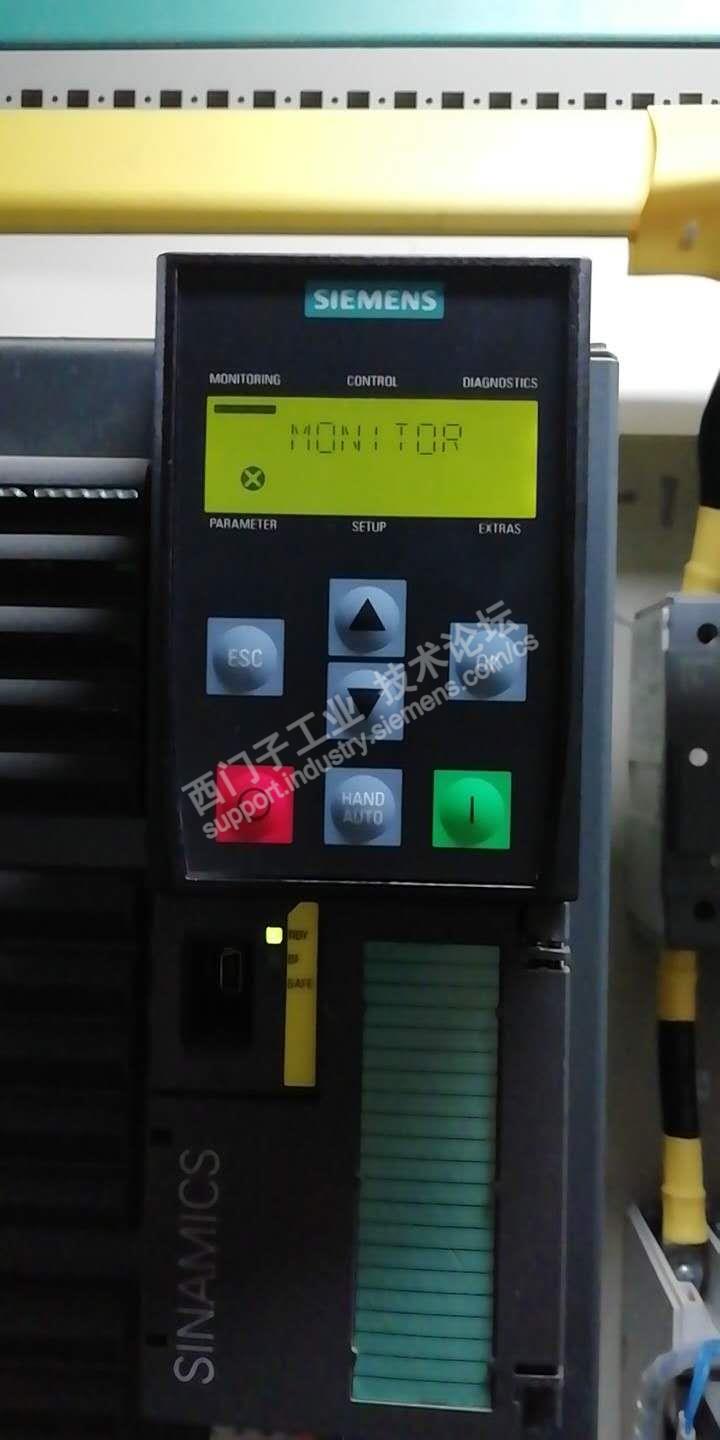 SIEMENS
MONITORING CONTROL DIAGNOSTICS
MONITOR
PARAMETER SETUP EXTRAS
ESC OK
西门子工业 技术论坛
support.industry.siemens.com/cs
HAND
AUTO
RDY
BF
SAFE
SINAMICS